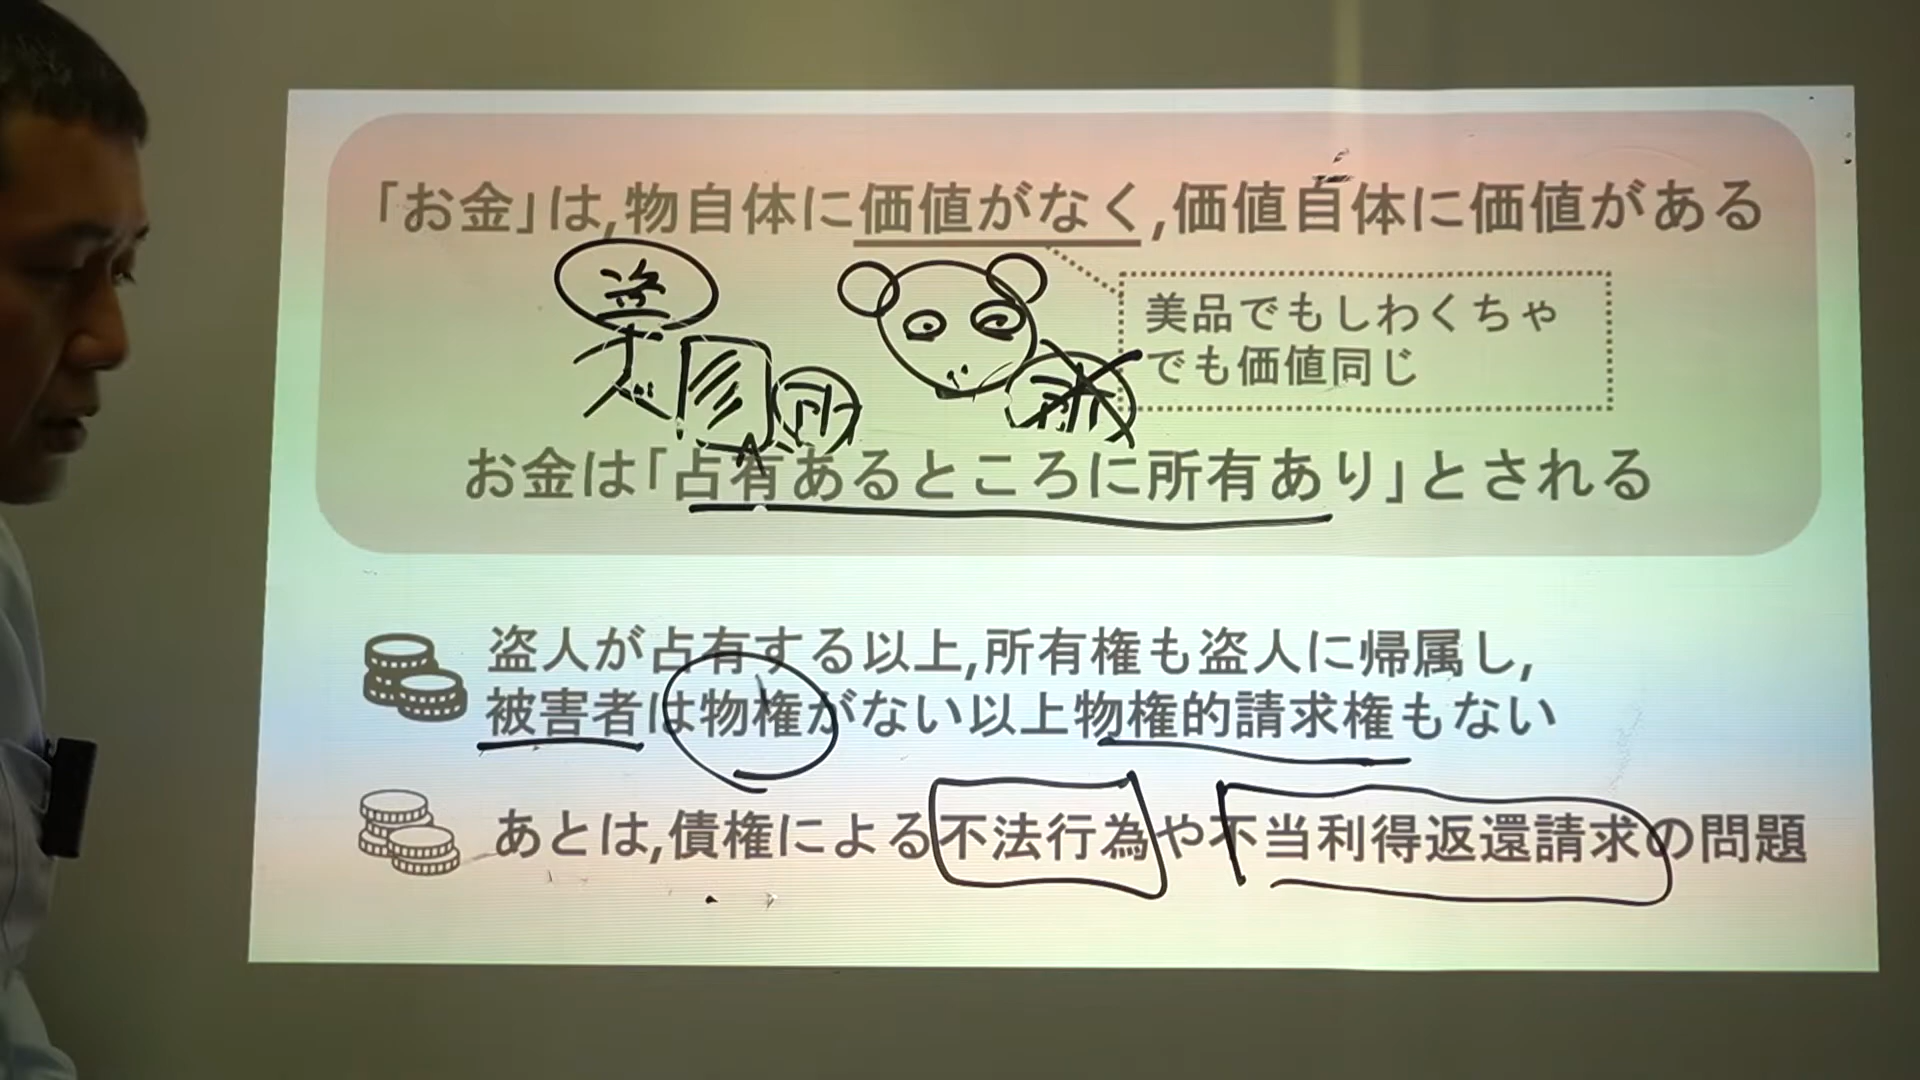 「お金」は,物自体に価値がなく,価値自体に価値がある
盗
美品でもしわくちゃ
でも価値同じ
所
所
お金は「占有あるところに所有あり」とされる
盗人が占有する以上,所有権も盗人に帰属し,
被害者は物権がない以上物権的請求権もない
あとは,債権による不法行為や不当利得返還請求の問題